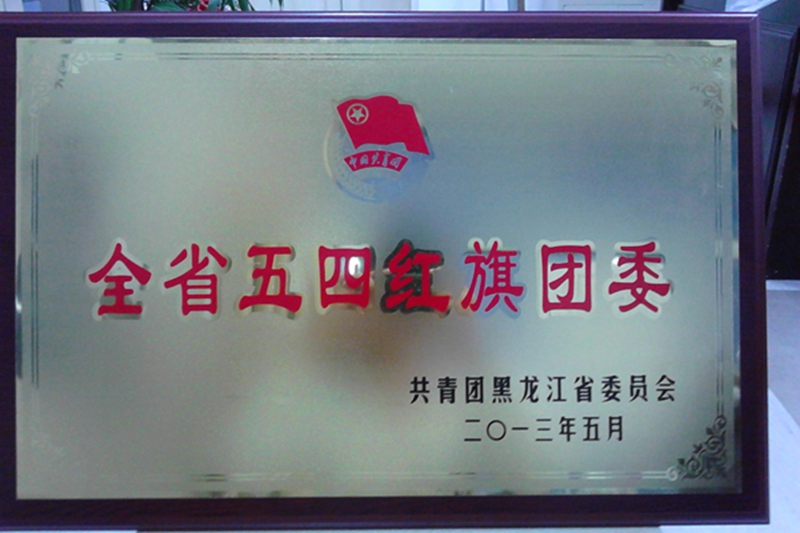 中国共青团
全省五四红旗团委
共青团黑龙江省委员会
二〇一三年五月